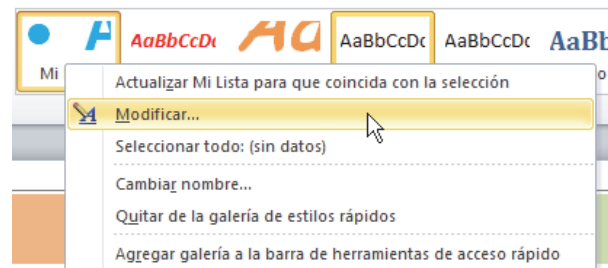 A AaBbCcDc AQ AaBbCcDc AaBbCcDc AaBb
Mi
Actualizar Mi Lista para que coincida con la selección
Modificar...
Seleccionar todo: (sin datos)
Cambiar nombre...
Quitar de la galería de estilos rápidos
Agregar galería a la barra de herramientas de acceso rápido